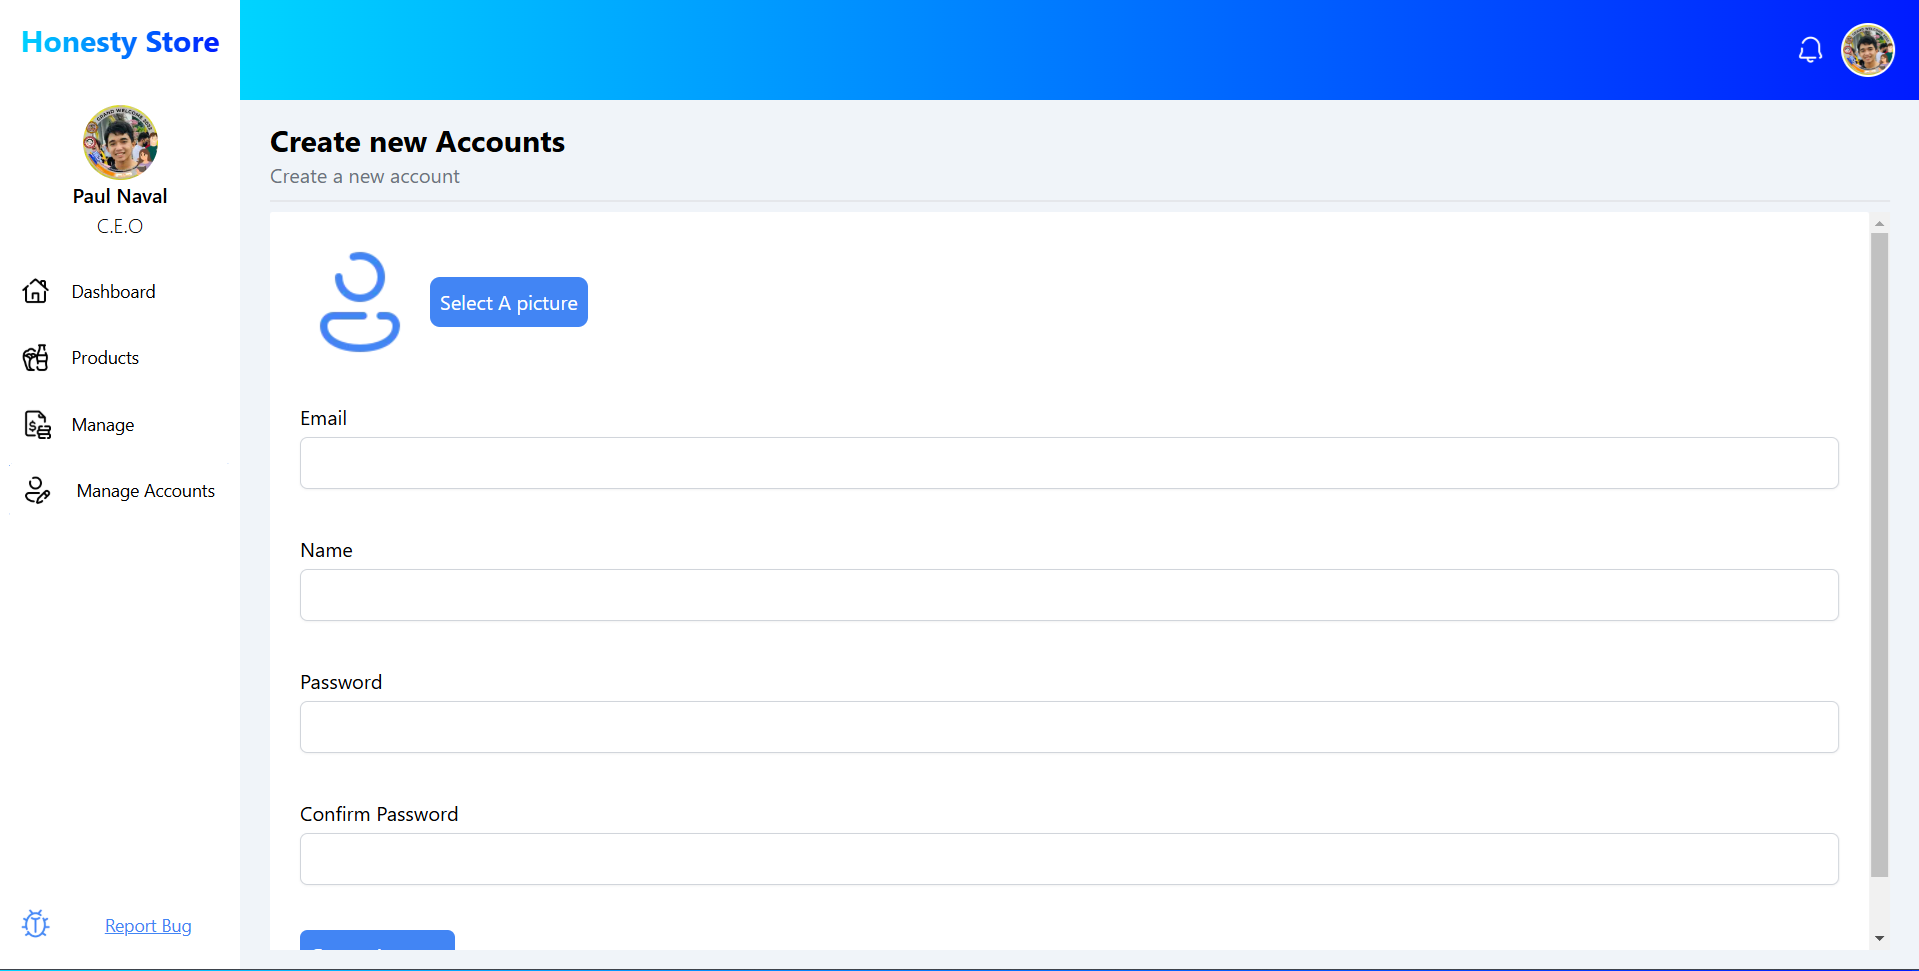 Honesty Store
Paul Naval
C.E.O
Dashboard
Products
Manage
Manage Accounts
Report Bug
Create new Accounts
Create a new account
Select A picture
Email
Name
Password
Confirm Password